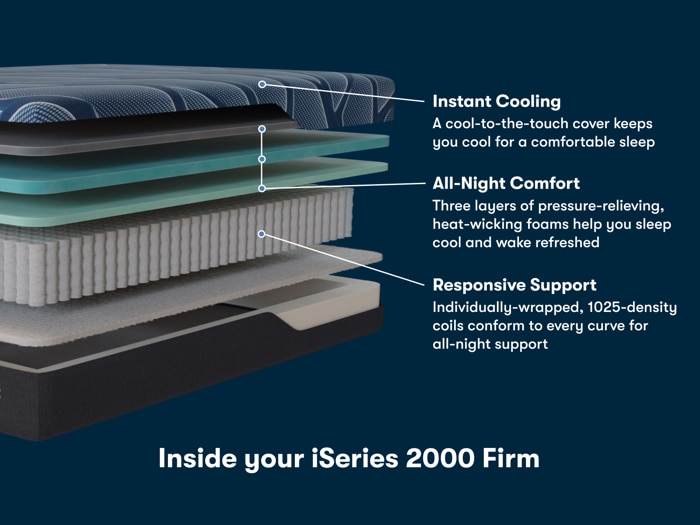 Instant Cooling
A cool-to-the-touch cover keeps
you cool for a comfortable sleep
All-Night Comfort
Three layers of pressure-relieving,
heat-wicking foams help you sleep
cool and wake refreshed
Responsive Support
Individually-wrapped, 1025-density
coils conform to every curve for
all-night support
Inside your iSeries 2000 Firm